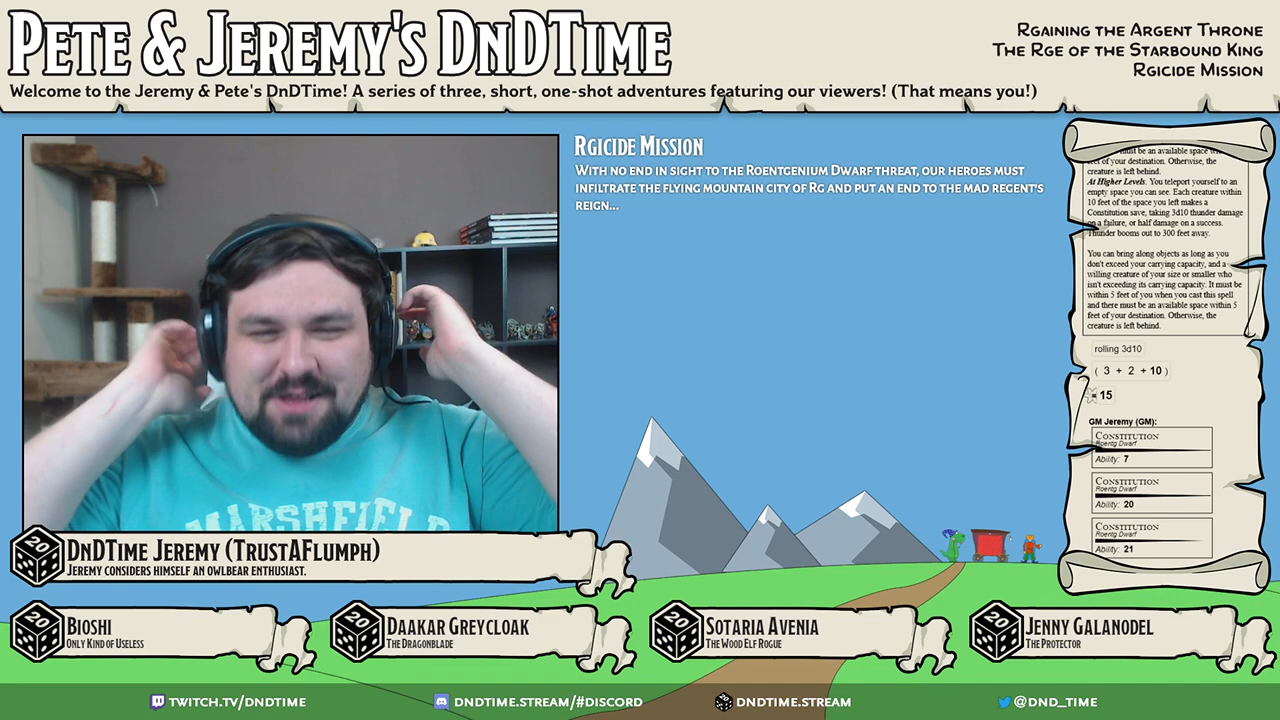 PETE & JEREMY'S DNDTIME
Welcome to the Jeremy & Pete's DnDTime! A series of three, short, one-shot adventures featuring our viewers! (That means you!)
RGAINING THE ARGENT THRONE
THE RGE OF THE STARBOUND KING
RGICIDE MISSION
RGICIDE MISSION
WITH NO END IN SIGHT TO THE ROENTGENIUM DWARF THREAT, OUR HEROES MUST
INFILTRATE THE FLYING MOUNTAIN CITY OF RG AND PUT AN END TO THE MAD REGENT'S
REIGN...
must be an available space
feet of your destination. Otherwise, the
creature is left behind.
At Higher Levels. You teleport yourself to an
empty space you can see. Each creature within
10 feet of the space you left makes a
Constitution save, taking 3d10 thunder damage
on a failure, or half damage on a success.
Thunder booms out to 300 feet away.
You can bring along objects as long as you
don't exceed your carrying capacity, and a
willing creature of your size or smaller who
isn't exceeding its carrying capacity. It must be
within 5 feet of you when you cast this spell
and there must be an available space within 5
feet of your destination. Otherwise, the
creature is left behind.
rolling 3d10
( 3 + 2 + 10 )
= 15
GM Jeremy (GM):
CONSTITUTION
Roentg Dwarf
Ability: 7
CONSTITUTION
Roentg Dwarf
Ability: 20
CONSTITUTION
Roentg Dwarf
Ability: 21
MARSHFIELD
20
DNDTIME JEREMY (TRUSTAFLUMPH)
JEREMY CONSIDERS HIMSELF AN OWLBEAR ENTHUSIAST.
20
BIOSHI
ONLY KIND OF USELESS
20
DAAKAR GREYCLOAK
THE DRAGONBLADE
20
SOTARIA AVENIA
THE WOOD ELF ROGUE
20
JENNY GALANODEL
THE PROTECTOR
TWITCH.TV/DNDTIME
DNDTIME.STREAM/#DISCORD
DNDTIME.STREAM
@DND_TIME